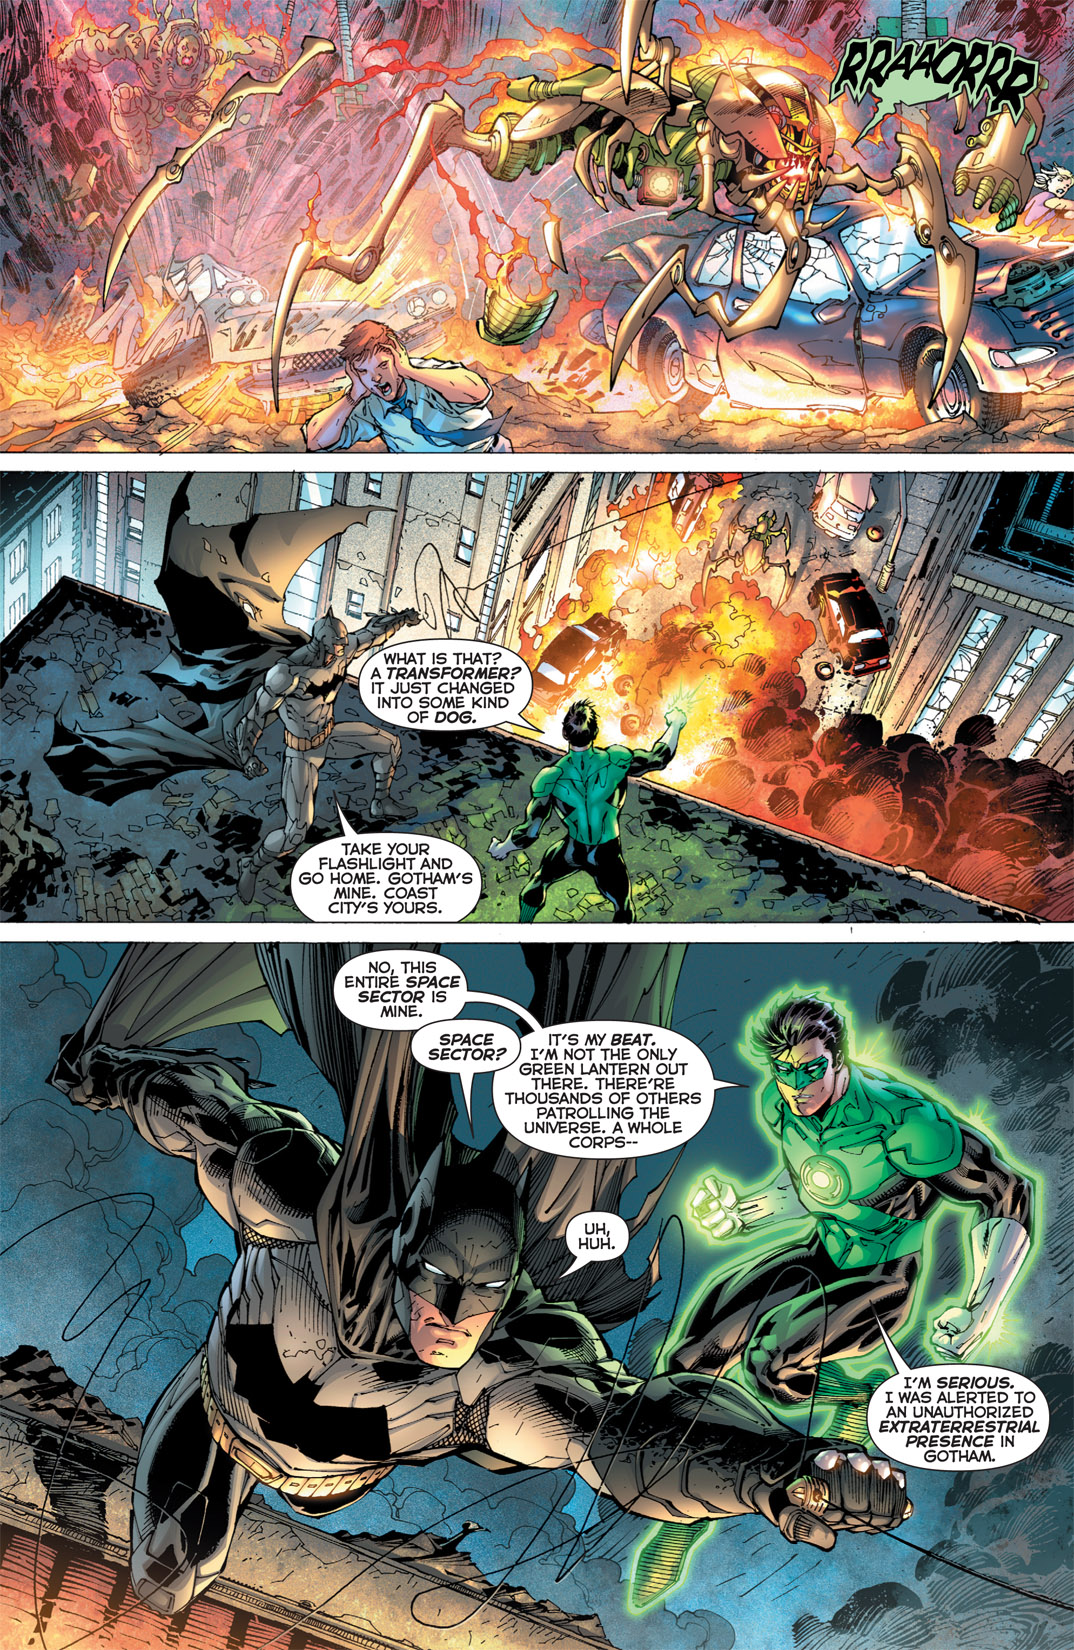 RRAAORRR
WHAT IS THAT?
A TRANSFORMER?
IT JUST CHANGED
INTO SOME KIND
OF DOG.
TAKE YOUR
FLASHLIGHT AND
GO HOME. GOTHAM'S
MINE. COAST
CITY'S YOURS.
NO, THIS
ENTIRE SPACE
SECTOR IS
MINE.
SPACE
SECTOR?
IT'S MY BEAT.
I'M NOT THE ONLY
GREEN LANTERN OUT
THERE. THERE'RE
THOUSANDS OF OTHERS
PATROLLING THE
UNIVERSE. A WHOLE
CORPS--
UH,
HUH.
I'M SERIOUS.
I WAS ALERTED TO
AN UNAUTHORIZED
EXTRATERRESTRIAL
PRESENCE IN
GOTHAM.